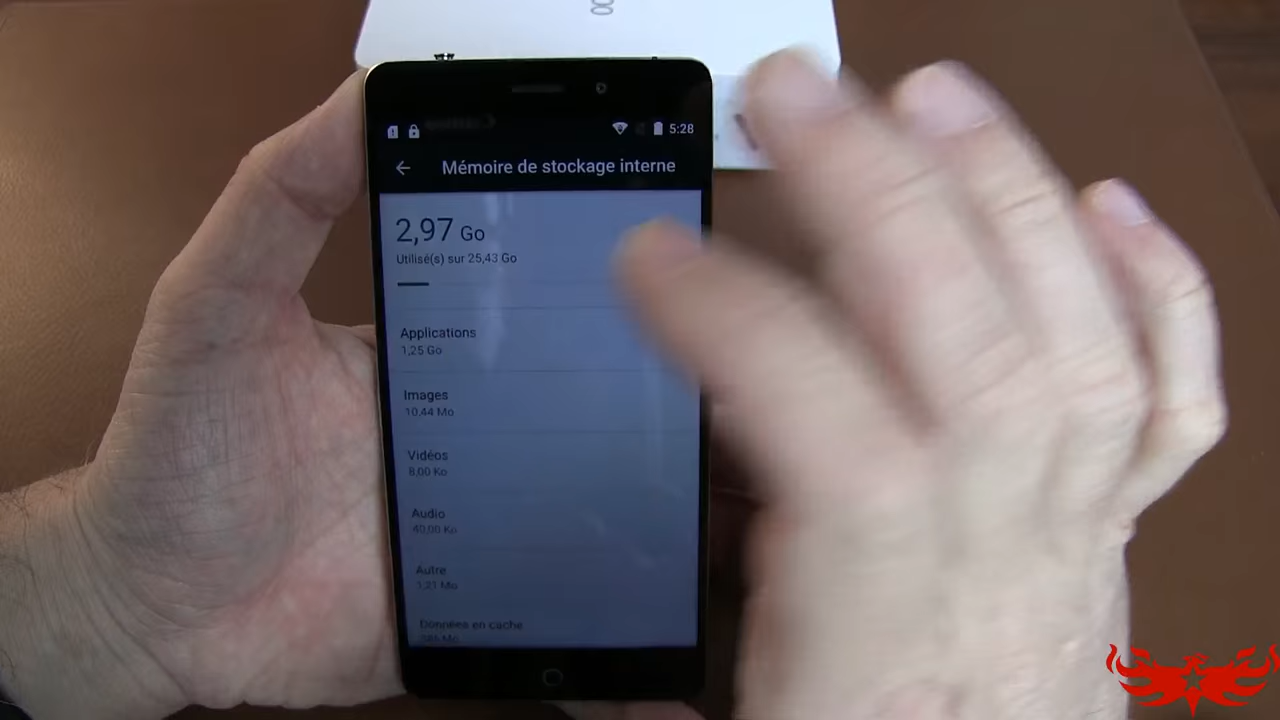 5:28
Mémoire de stockage interne
2,97 Go
Utilisé(s) sur 25,43 Go
Applications
1,25 Go
Images
10,44 Mo
Vidéos
8,00 Ko
Audio
40,00 Ko
Autre
1,21 Mo
Données en cache